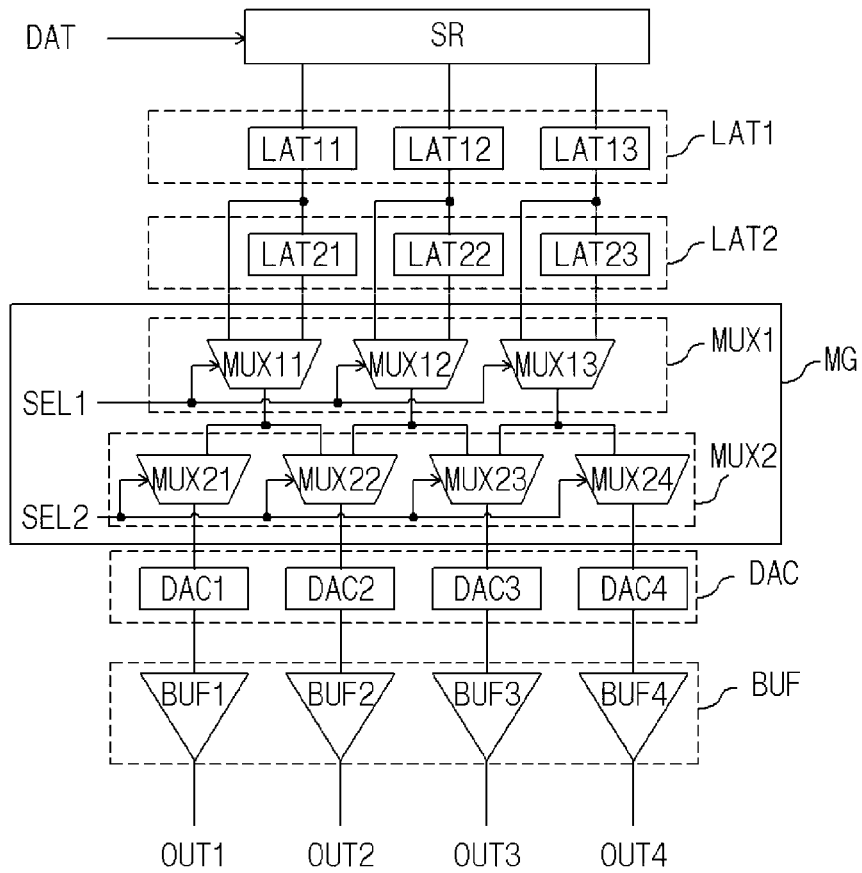 DAT
SR
LAT11 LAT12 LAT13
LAT1
LAT21 LAT22 LAT23
LAT2
MUX11 MUX12 MUX13
MUX1
MG
SEL1
MUX21 MUX22 MUX23 MUX24
MUX2
SEL2
DAC1 DAC2 DAC3 DAC4
DAC
BUF1 BUF2 BUF3 BUF4
BUF
OUT1 OUT2 OUT3 OUT4